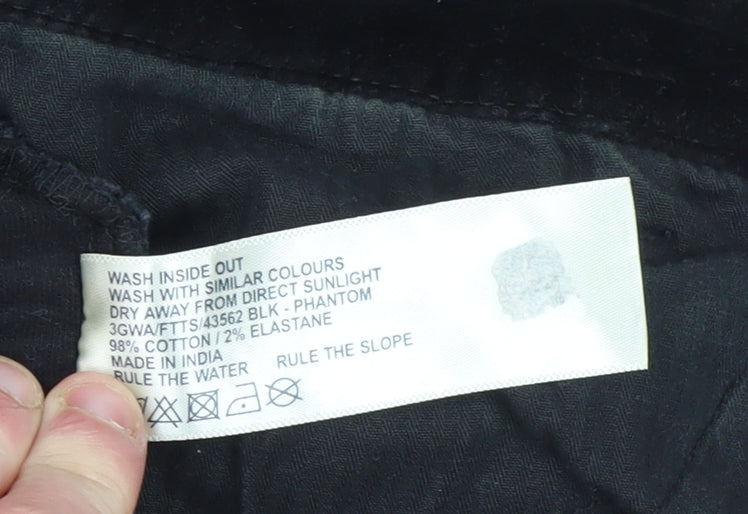 WASH INSIDE OUT
WASH WITH SIMILAR COLOURS
DRY AWAY FROM DIRECT SUNLIGHT
3GWA/FTTS/43562 BLK - PHANTOM
98% COTTON / 2% ELASTANE
MADE IN INDIA
RULE THE WATER RULE THE SLOPE